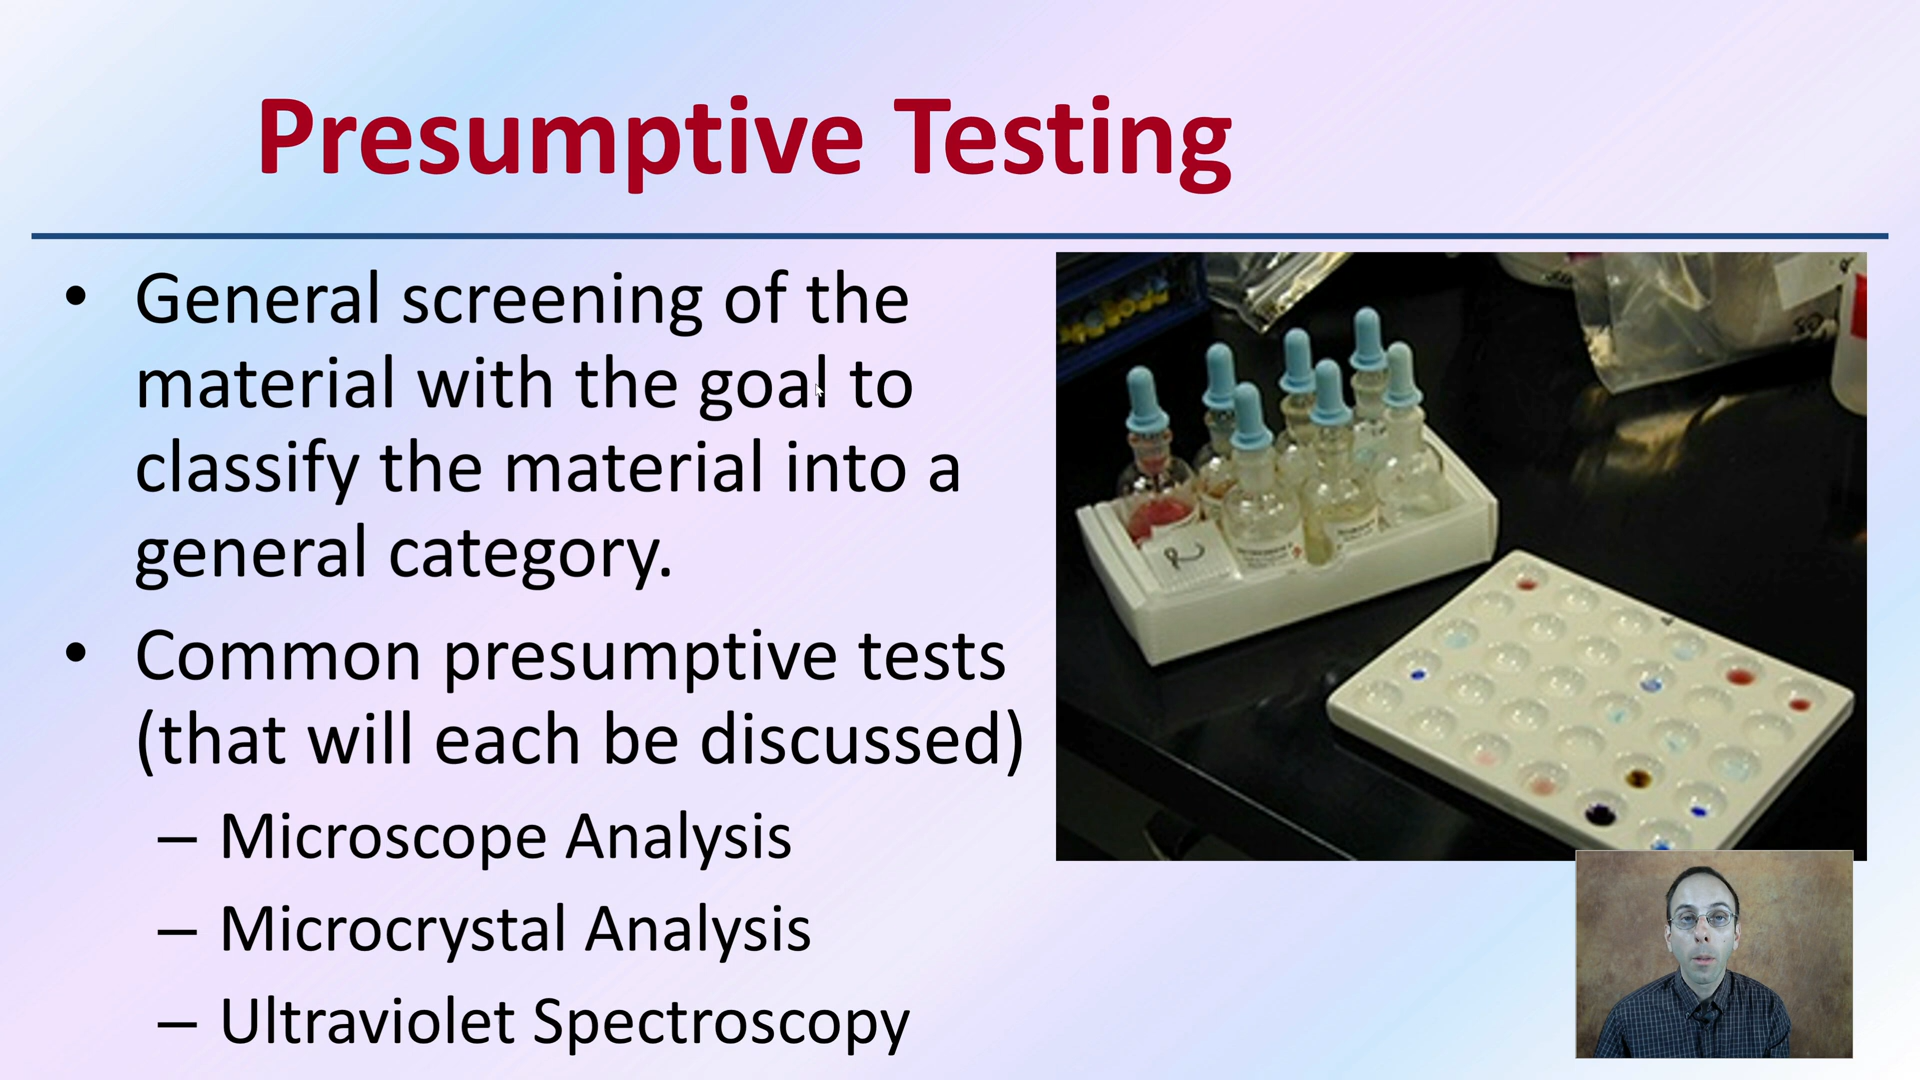 Presumptive Testing
• General screening of the
material with the goal to
classify the material into a
general category.
• Common presumptive tests
(that will each be discussed)
– Microscope Analysis
– Microcrystal Analysis
– Ultraviolet Spectroscopy